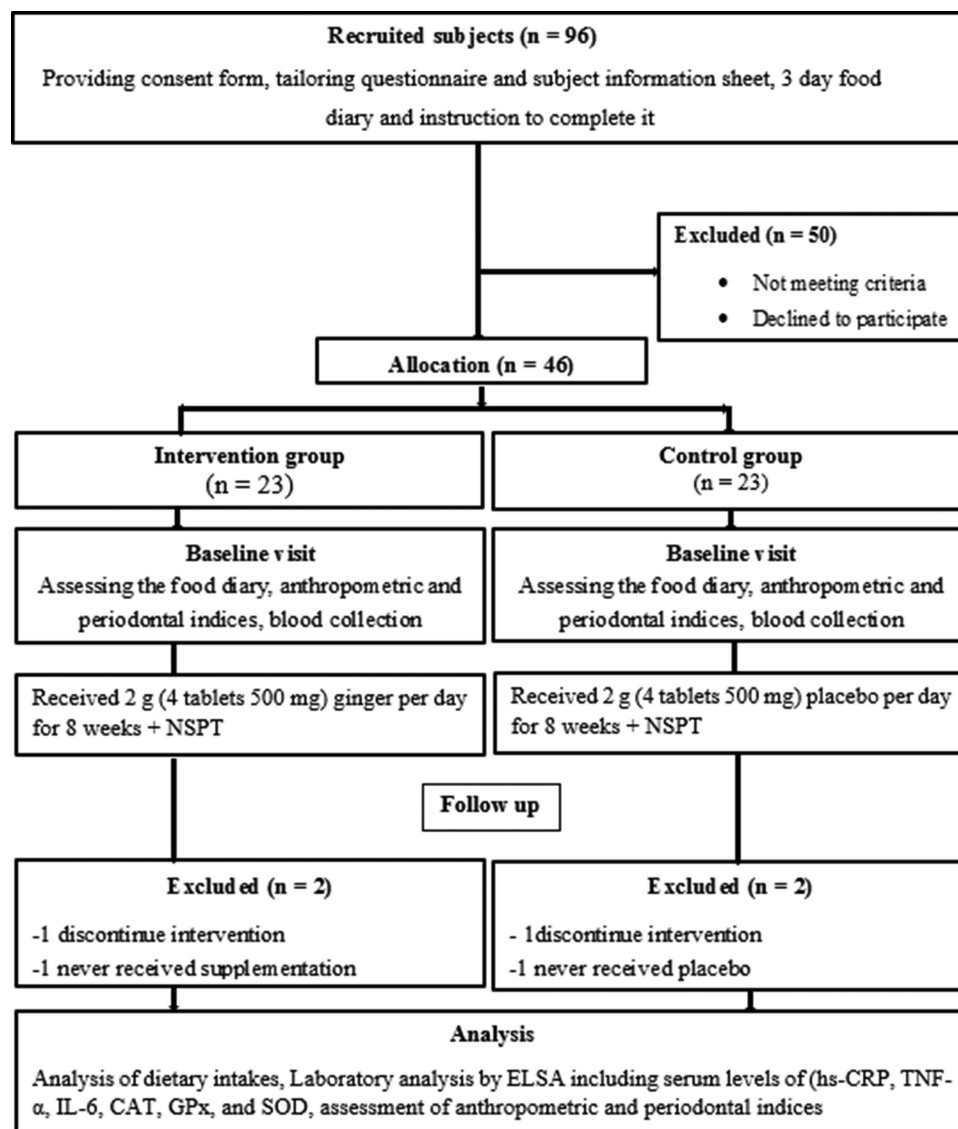 Recruited subjects (n = 96)
Providing consent form, tailoring questionnaire and subject information sheet, 3 day food
diary and instruction to complete it
Excluded (n = 50)
• Not meeting criteria
• Declined to participate
Allocation (n = 46)
Intervention group
(n = 23)
Control group
(n = 23)
Baseline visit
Assessing the food diary, anthropometric and
periodontal indices, blood collection
Baseline visit
Assessing the food diary, anthropometric and
periodontal indices, blood collection
Received 2 g (4 tablets 500 mg) ginger per day
for 8 weeks + NSPT
Received 2 g (4 tablets 500 mg) placebo per day
for 8 weeks + NSPT
Follow up
Excluded (n = 2)
-1 discontinue intervention
-1 never received supplementation
Excluded (n = 2)
- 1discontinue intervention
-1 never received placebo
Analysis
Analysis of dietary intakes, Laboratory analysis by ELSA including serum levels of (hs-CRP, TNF-
α, IL-6, CAT, GPx, and SOD, assessment of anthropometric and periodontal indices